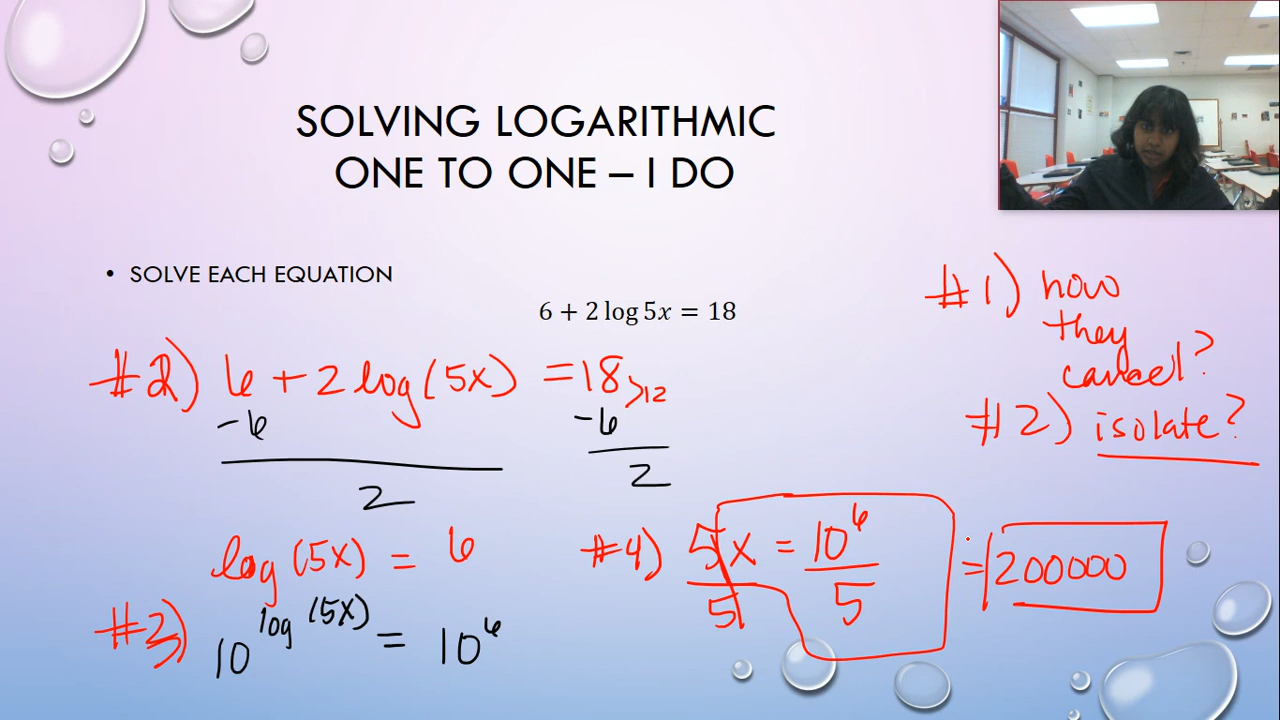 SOLVING LOGARITHMIC
ONE TO ONE – I DO
• SOLVE EACH EQUATION
6 + 2 log 5x = 18
#1) how
they
cancel?
#2) isolate?
#2) 6 + 2 log(5x) = 18 >12
-6 -6
2 2
log (5x) = 6
#3) 10^log (5x) = 10^6
#4) 5x = 10^6 = 200000
5 5